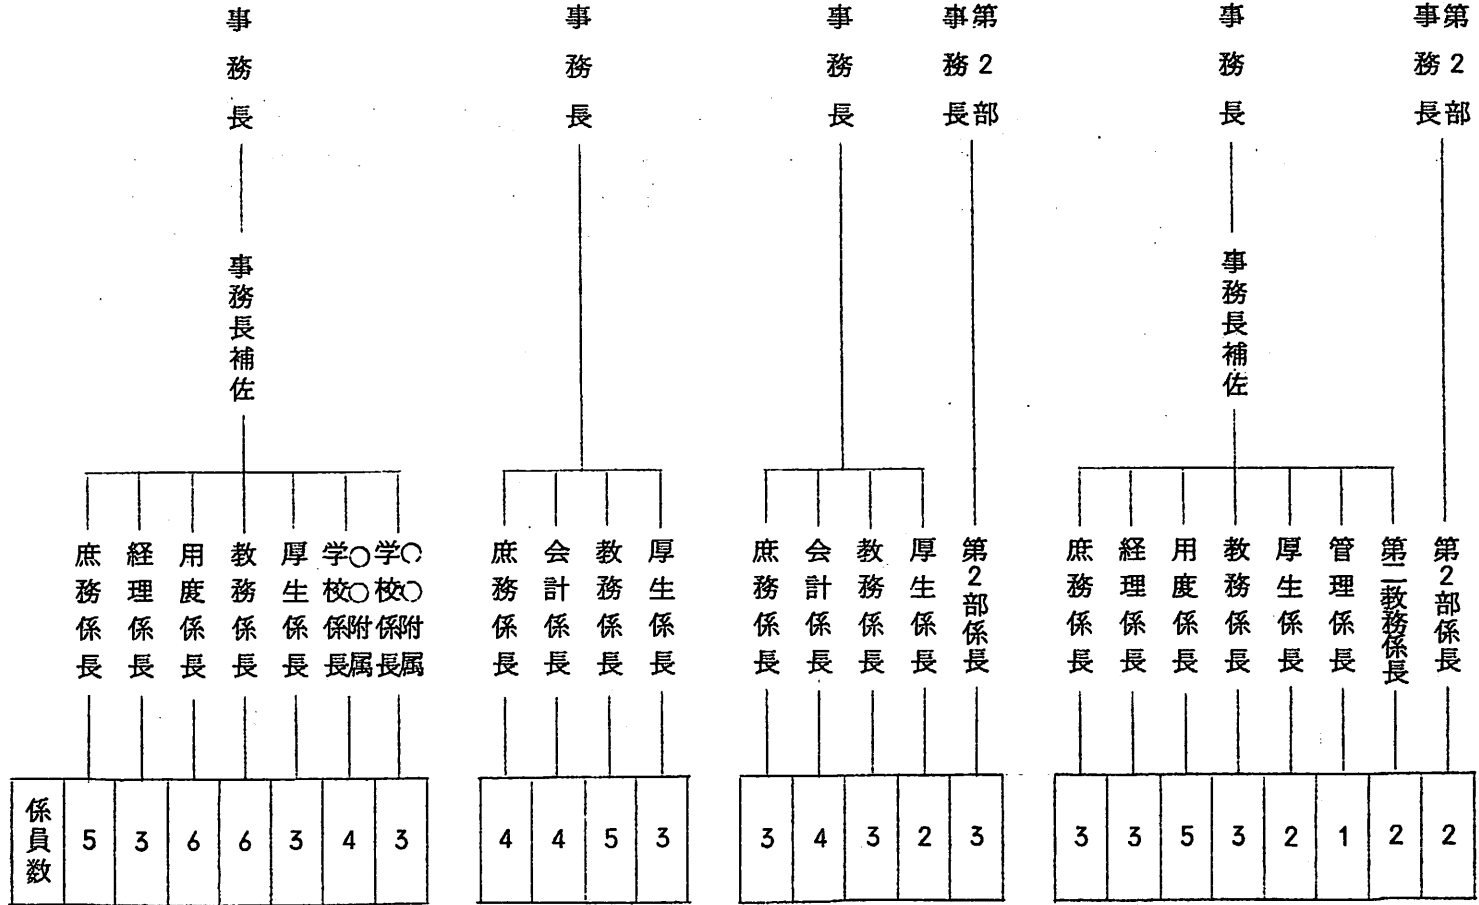 事務長
事務長
事務長
第2部
事務長
事務長
第2部
事務長
事務長補佐
事務長補佐
庶務係長
経理係長
用度係長
教務係長
厚生係長
〇〇附属
学校係長
〇〇附属
学校係長
庶務係長
会計係長
教務係長
厚生係長
庶務係長
会計係長
教務係長
厚生係長
第2部係長
庶務係長
経理係長
用度係長
教務係長
厚生係長
管理係長
第二教務係長
第2部係長
係員数 5 3 6 6 3 4 3
4 4 5 3
3 4 3 2 3
3 3 5 3 2 1 2 2